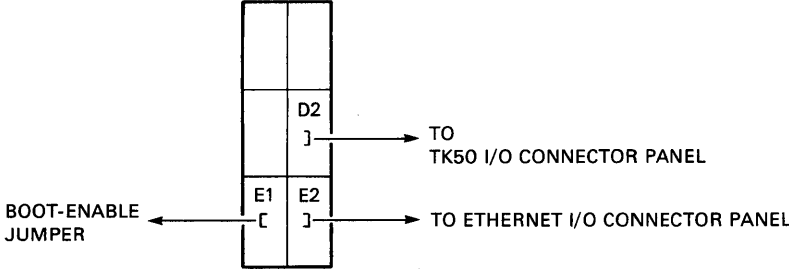 D2
TO
TK50 I/O CONNECTOR PANEL
E1 E2
BOOT-ENABLE
JUMPER
TO ETHERNET I/O CONNECTOR PANEL